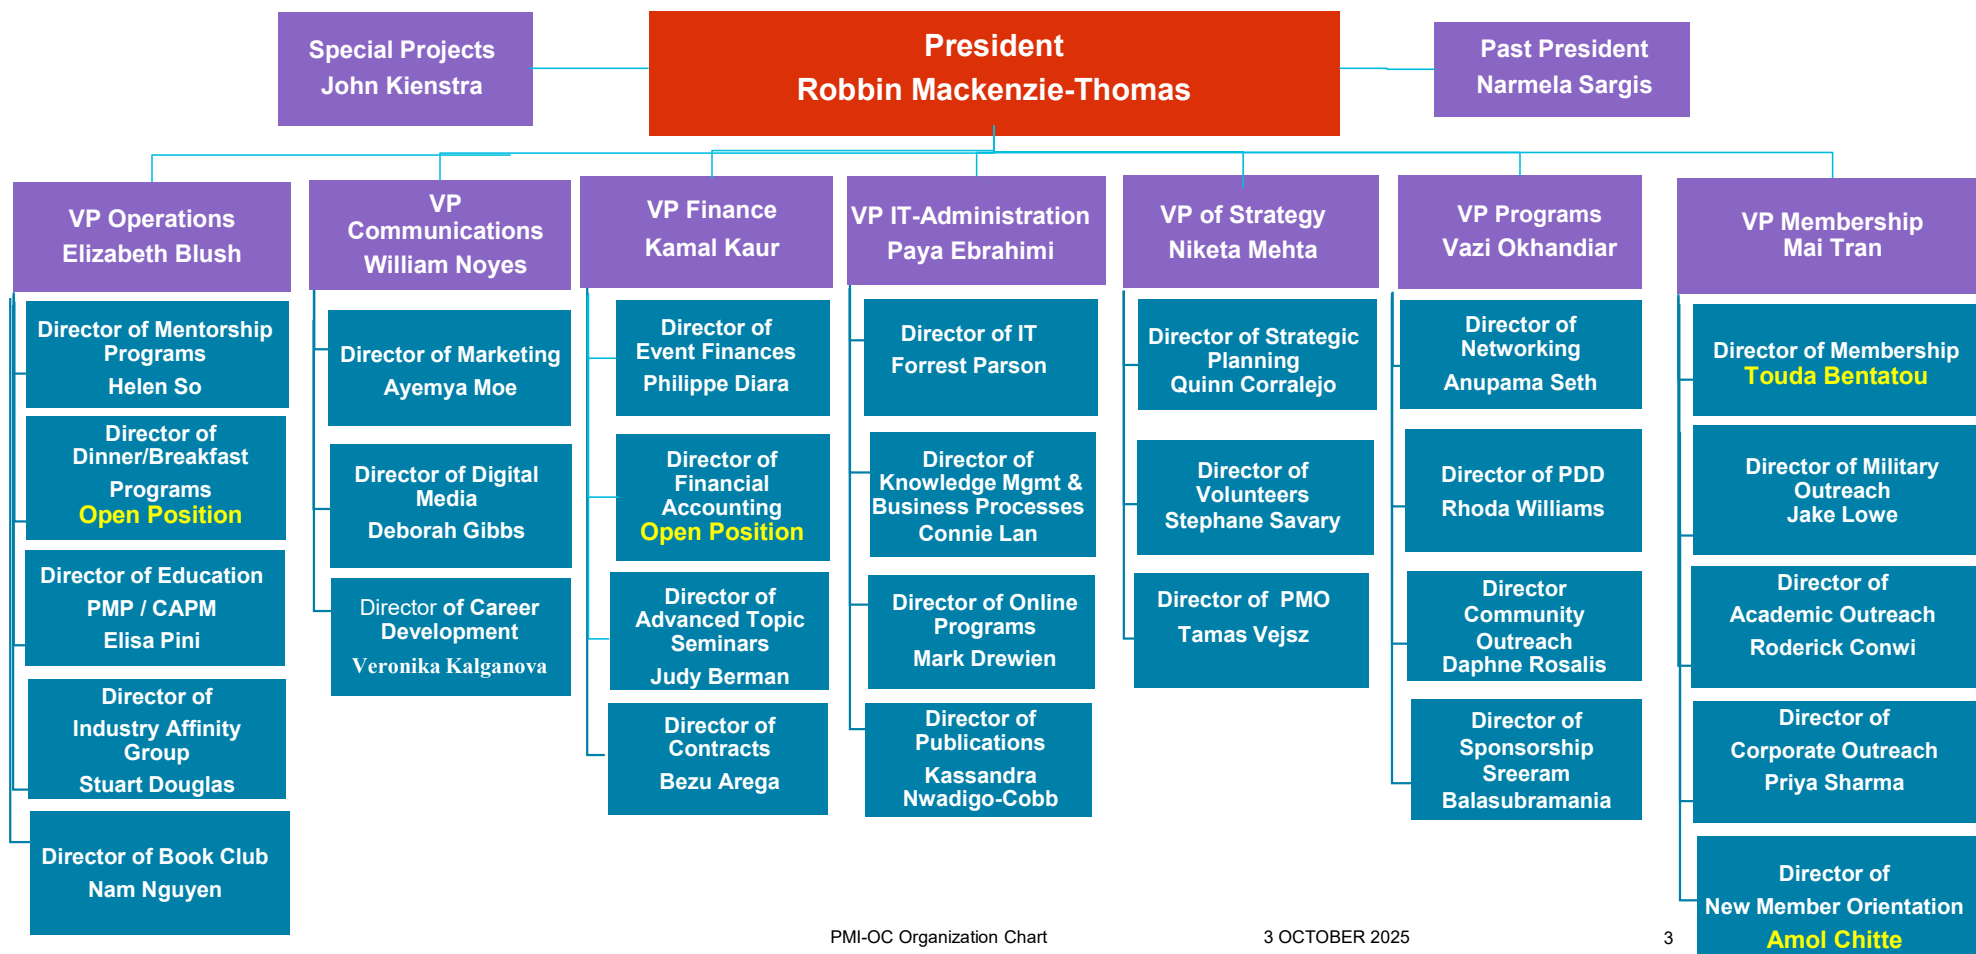 Special Projects
John Kienstra
President
Robbin Mackenzie-Thomas
Past President
Narmela Sargis
VP Operations
Elizabeth Blush
Director of Mentorship
Programs
Helen So
Director of
Dinner/Breakfast
Programs
Open Position
Director of Education
PMP / CAPM
Elisa Pini
Director of
Industry Affinity
Group
Stuart Douglas
Director of Book Club
Nam Nguyen
VP
Communications
William Noyes
Director of Marketing
Ayemya Moe
Director of Digital
Media
Deborah Gibbs
Director of Career
Development
Veronika Kalganova
VP Finance
Kamal Kaur
Director of
Event Finances
Philippe Diara
Director of
Financial
Accounting
Open Position
Director of
Advanced Topic
Seminars
Judy Berman
Director of
Contracts
Bezu Arega
VP IT-Administration
Paya Ebrahimi
Director of IT
Forrest Parson
Director of
Knowledge Mgmt &
Business Processes
Connie Lan
Director of Online
Programs
Mark Drewien
Director of
Publications
Kassandra
Nwadigo-Cobb
VP of Strategy
Niketa Mehta
Director of Strategic
Planning
Quinn Corralejo
Director of
Volunteers
Stephane Savary
Director of  PMO
Tamas Vejsz
VP Programs
Vazi Okhandiar
Director of
Networking
Anupama Seth
Director of PDD
Rhoda Williams
Director
Community
Outreach
Daphne Rosalis
Director of
Sponsorship
Sreeram
Balasubramania
VP Membership
Mai Tran
Director of Membership
Touda Bentatou
Director of Military
Outreach
Jake Lowe
Director of
Academic Outreach
Roderick Conwi
Director of
Corporate Outreach
Priya Sharma
Director of
New Member Orientation
Amol Chitte
PMI-OC Organization Chart
3 OCTOBER 2025
3